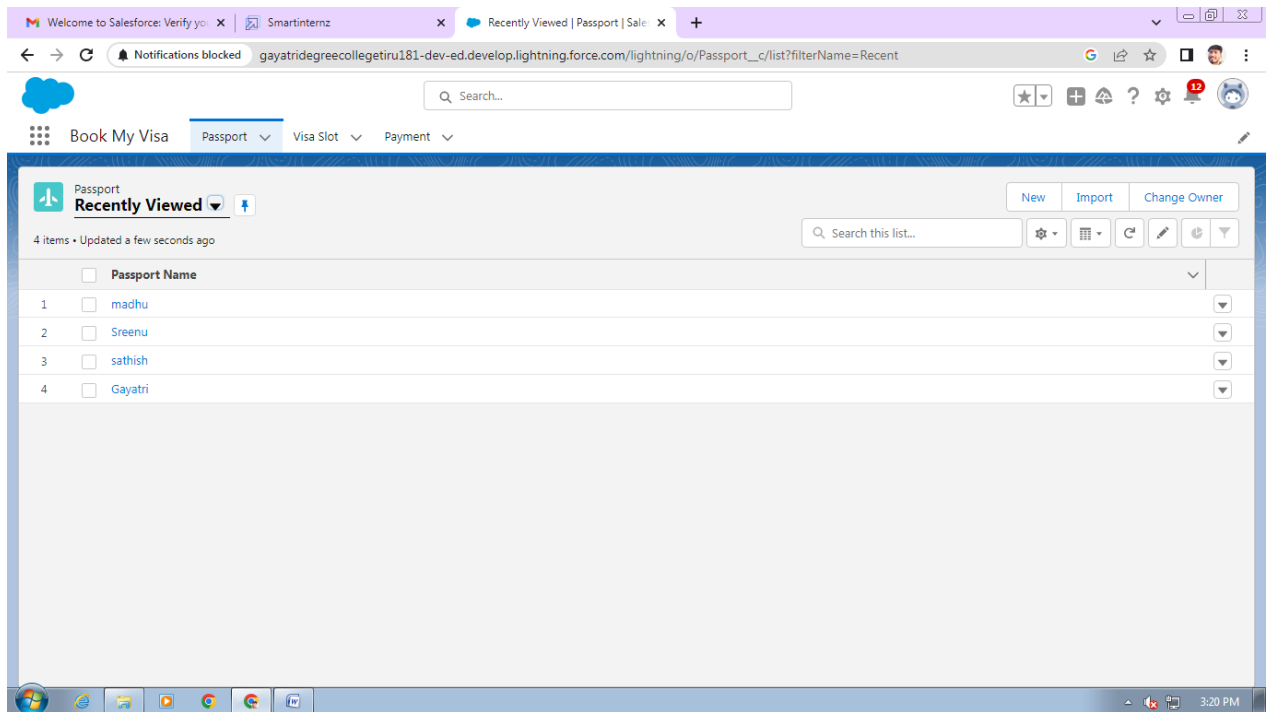 Welcome to Salesforce: Verify yo
Smartinternz
Recently Viewed | Passport | Sale
Notifications blocked
gayatridegreecollegetiru181-dev-ed.develop.lightning.force.com/lightning/o/Passport__c/list?filterName=Recent
Search...
12
Book My Visa
Passport
Visa Slot
Payment
Passport
Recently Viewed
New
Import
Change Owner
4 items • Updated a few seconds ago
Search this list...
Passport Name
1 madhu
2 Sreenu
3 sathish
4 Gayatri
3:20 PM